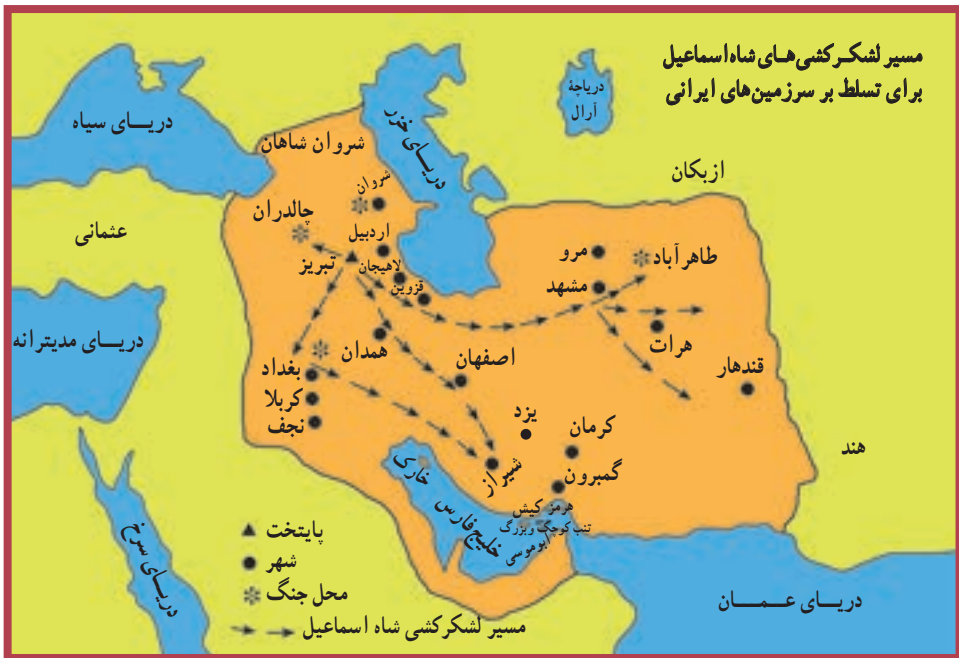 مسیر لشکرکشی‌های شاه اسماعیل
برای تسلط بر سرزمین‌های ایرانی
دریاچهٔ
آرال
دریای سیاه
شروان شاهان
دریای خزر
ازبکان
شروان
چالدران
عثمانی
اردبیل
مرو
طاهرآباد
تبریز
لاهیجان
مشهد
قزوین
دریای مدیترانه
همدان
هرات
اصفهان
قندهار
بغداد
کربلا
نجف
یزد
کرمان
هند
شیراز
خارک
گمبرون
هرمز کیش
تنب کوچک و بزرگ
ابوموسی
خلیج فارس
دریای سرخ
دریای عمان
پایتخت
شهر
محل جنگ
مسیر لشکرکشی شاه اسماعیل